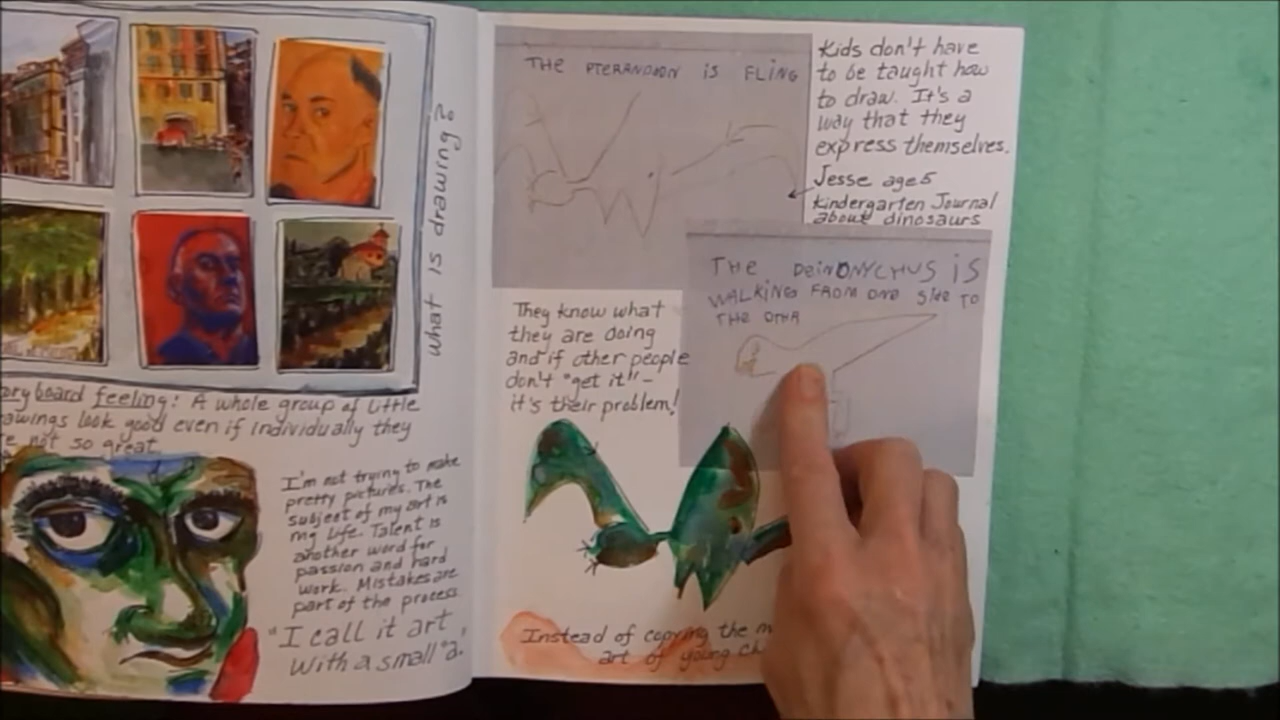 what is drawing?
oryboard feeling: A whole group of little
awings look good even if individually they
e not so great.
I'm not trying to make
pretty pictures. The
subject of my art is
my life. Talent is
another word for
passion and hard
work. Mistakes are
part of the process.
"I call it art
with a small "a."
THE PTERANDOON IS FLING
Kids don't have
to be taught how
to draw. It's a
way that they
express themselves.
Jesse age 5
kindergarten Journal
about dinosaurs
THE DEINONYCHUS iS
WALKING FROM ONE SIDE TO
THE OTHR
They know what
they are doing
and if other people
don't "get it" -
it's their problem!
Instead of copying the m
art of young Ch